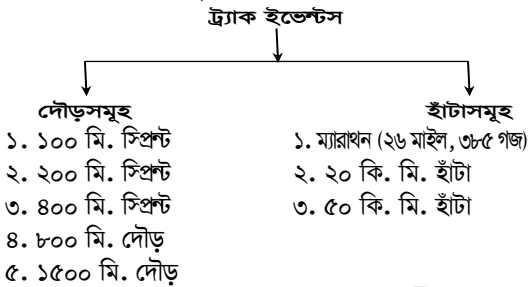 ট্র্যাক ইভেন্টস
দৌড়সমূহ
১. ১০০ মি. স্প্রিন্ট
২. ২০০ মি. স্প্রিন্ট
৩. ৪০০ মি. স্প্রিন্ট
৪. ৮০০ মি. দৌড়
৫. ১৫০০ মি. দৌড়
হাঁটাসমূহ
১. ম্যারাথন (২৬ মাইল, ৩৮৫ গজ)
২. ২০ কি. মি. হাঁটা
৩. ৫০ কি. মি. হাঁটা